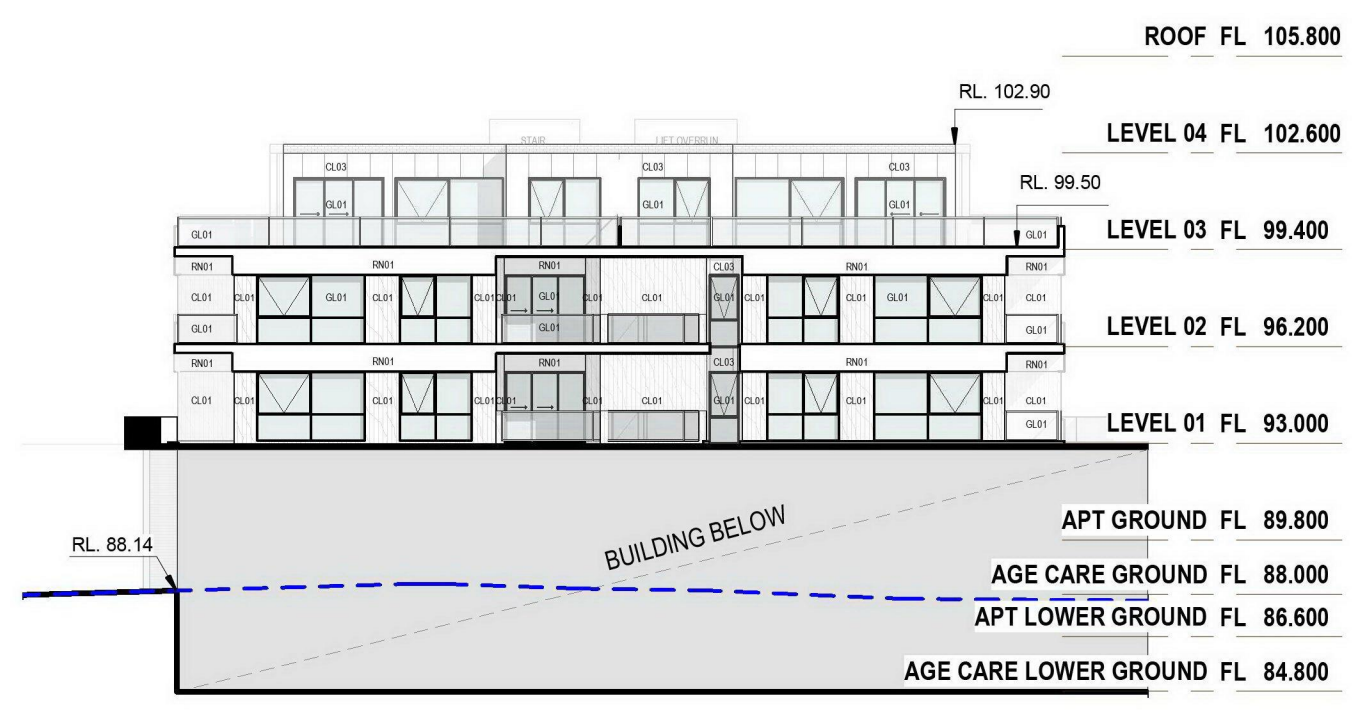 ROOF FL 105.800
RL. 102.90
STAIR LIFT OVERRUN
LEVEL 04 FL 102.600
CL03 CL03 CL03
RL. 99.50
GL01 GL01 GL01
GL01 GL01
LEVEL 03 FL 99.400
RN01 RN01 RN01 CL03 RN01 RN01
CL01 CL01 GL01 CL01 CL01 CL01 GL01 CL01 CL01 GL01 CL01 CL01 GL01 CL01 CL01
GL01 GL01 GL01
LEVEL 02 FL 96.200
RN01 RN01 RN01 CL03 RN01 RN01
CL01 CL01 CL01 CL01 CL01 CL01 GL01 CL01 CL01 CL01 CL01
GL01
LEVEL 01 FL 93.000
APT GROUND FL 89.800
BUILDING BELOW
RL. 88.14
AGE CARE GROUND FL 88.000
APT LOWER GROUND FL 86.600
AGE CARE LOWER GROUND FL 84.800